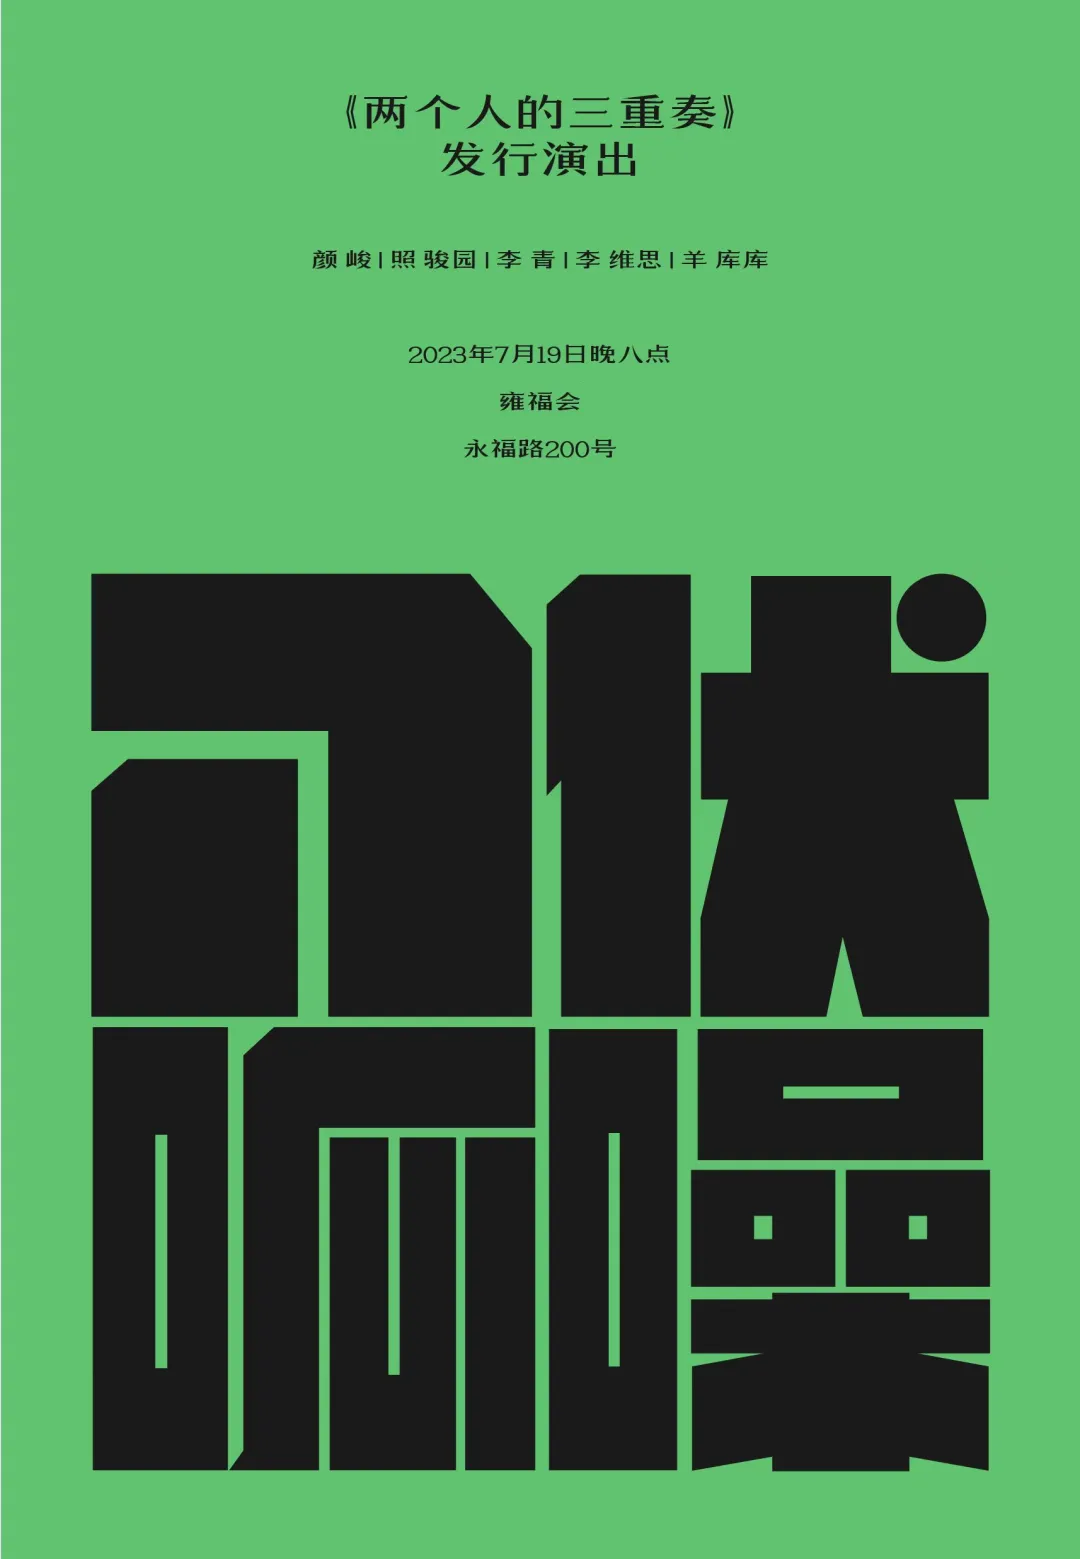 《两个人的三重奏》
发行演出
颜 峻|照 骏园|李 青|李 维思|羊 库库
2023年7月19日晚八点
雍福会
永福路200号
伏
噪